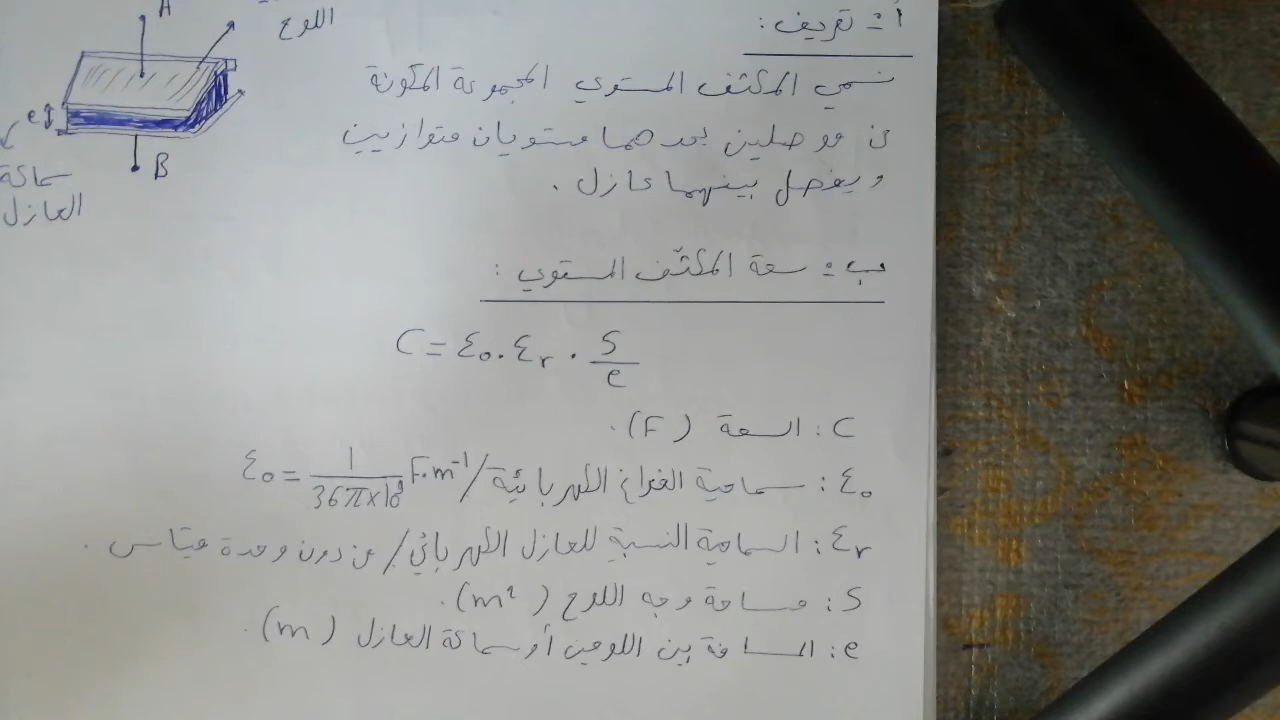 أ- تعريف:
نسمي المكثف المستوي المجموعة المكونة
من موصلين بعدهما مستويان متوازيين
ويفصل بينهما عازل.
ب- سعة المكثف المستوي:
C = ε₀ . εᵣ . S/e
C: السعة (F).
ε₀: سماحية الفراغ الكهربائية / ε₀ = 1/(36π×10⁹) F.m⁻¹
εᵣ: السماحية النسبية للعازل الكهربائي / من دون وحدة قياس.
S: مساحة وجه اللوح (m²).
e: المسافة بين اللوحين أو سماكة العازل (m).
A
اللوح
e
B
سماكة
العازل